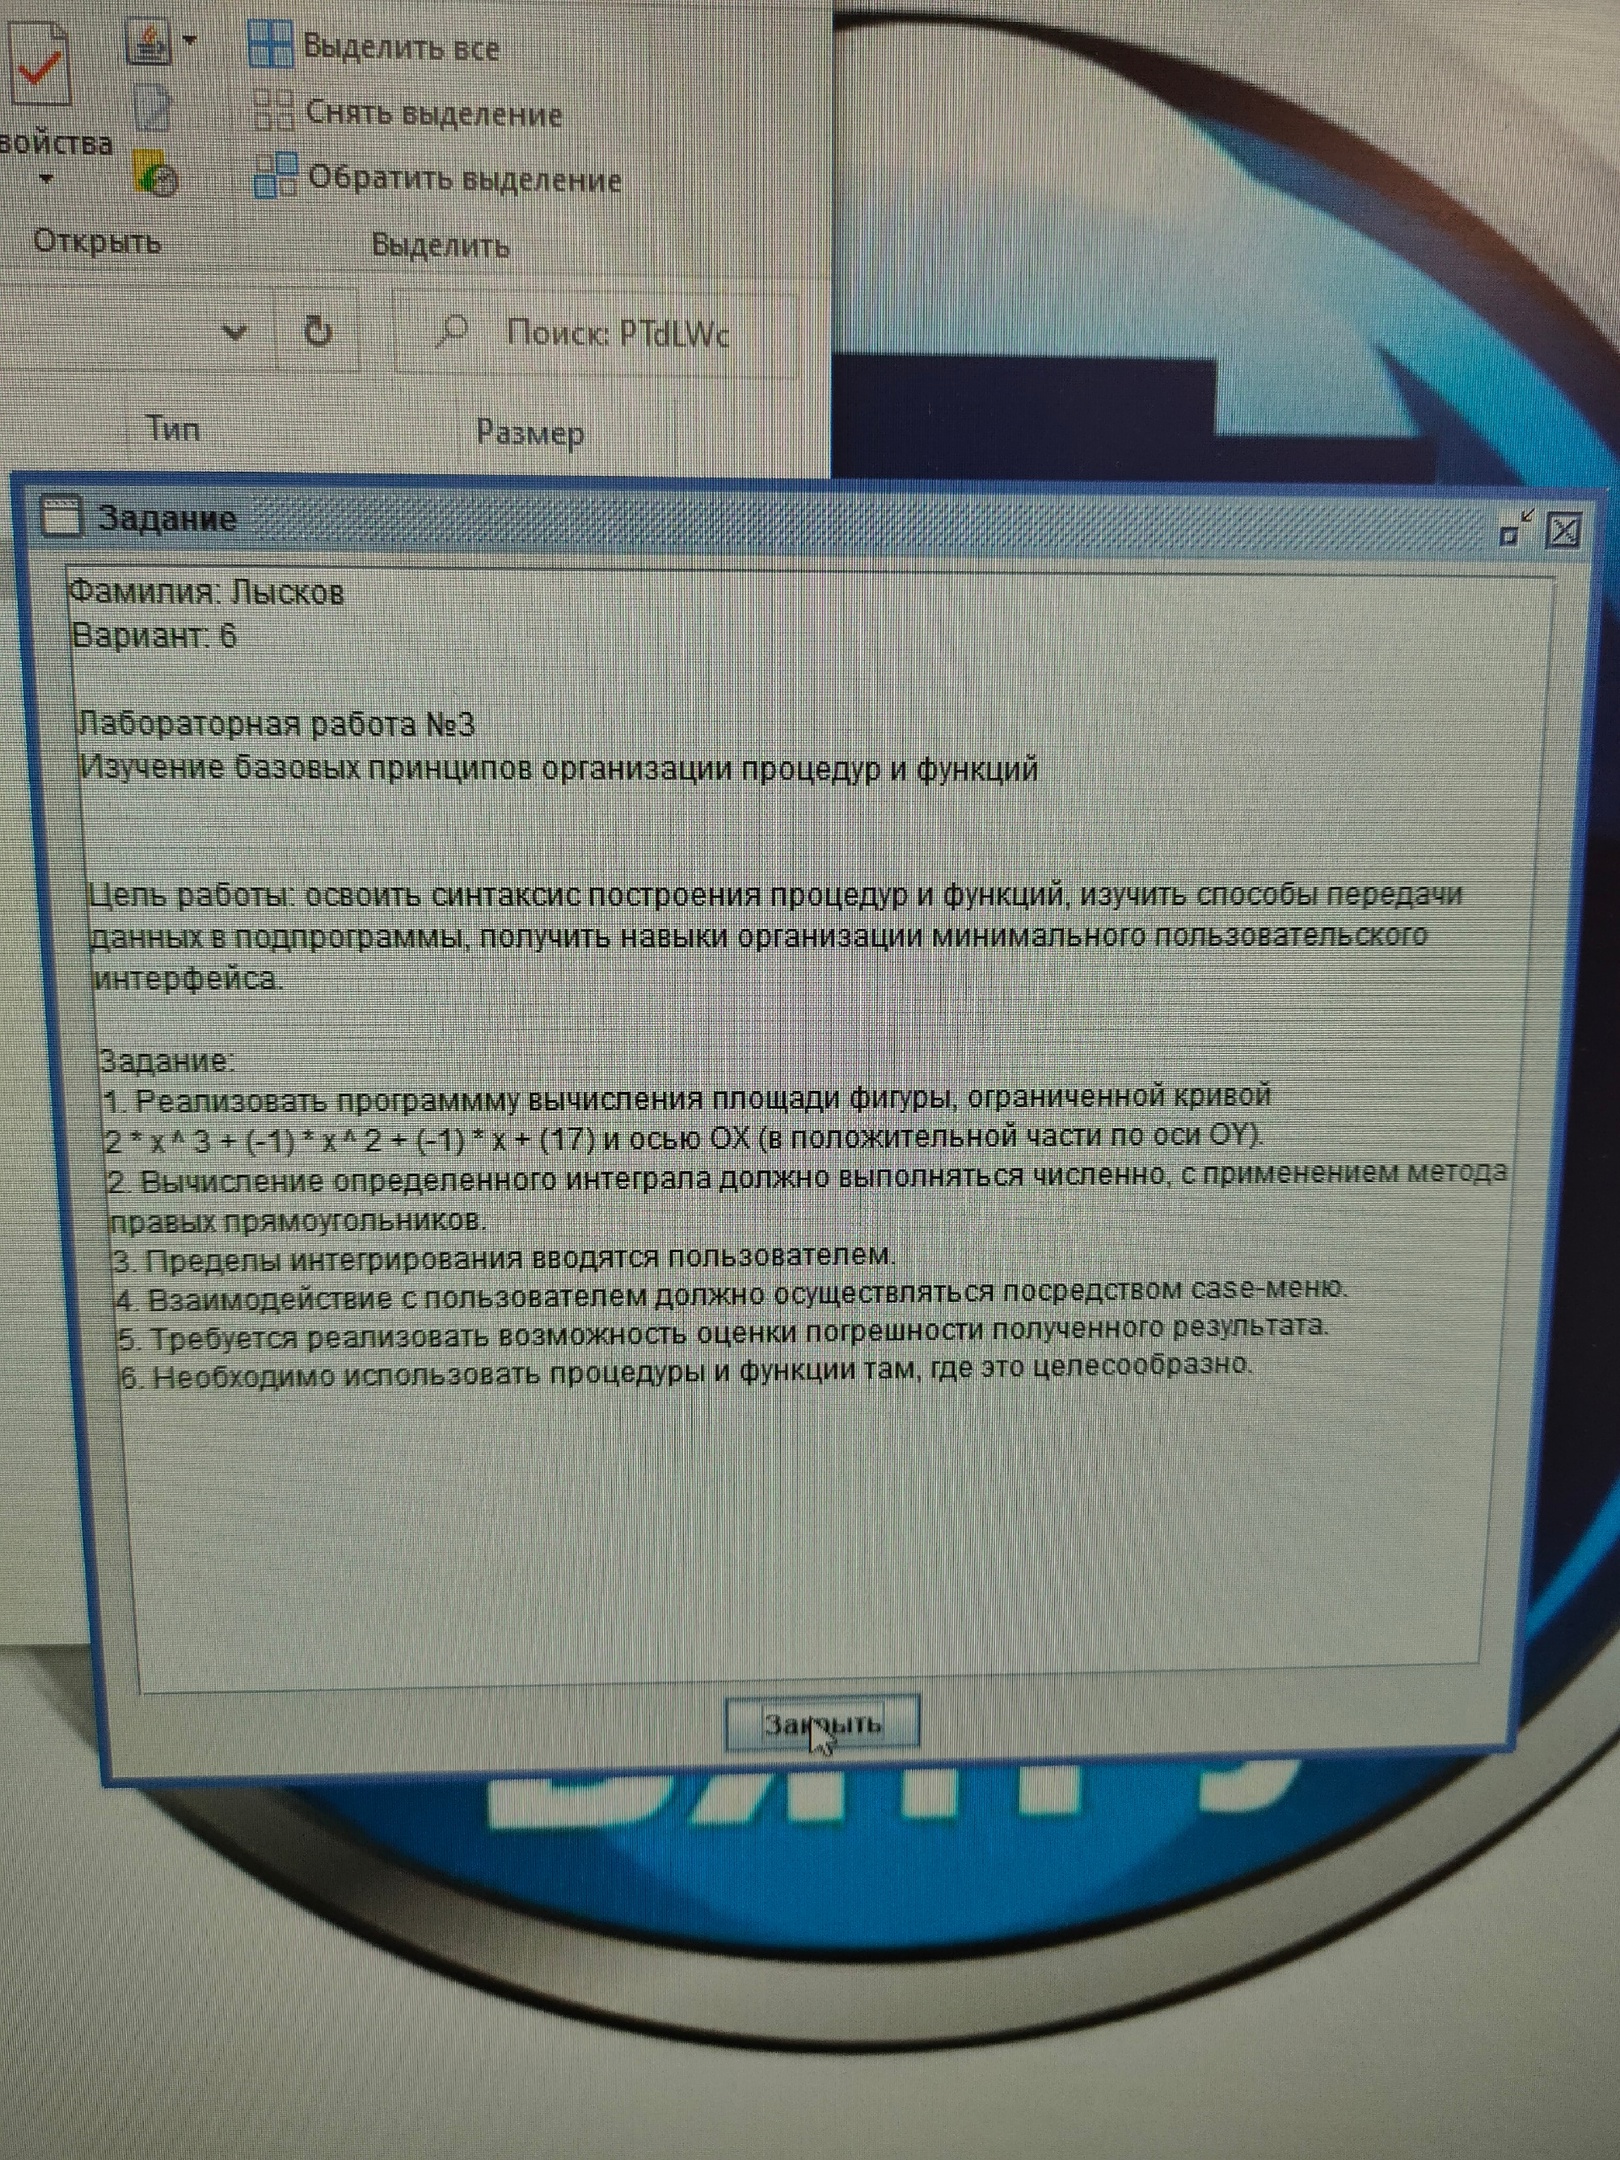 Выделить все
Снять выделение
войства
Обратить выделение
Открыть
Выделить
Поиск: PTdLWc
Тип
Размер
Задание
Фамилия: Лысков
Вариант: 6
Лабораторная работа №3
Изучение базовых принципов организации процедур и функций
Цель работы: освоить синтаксис построения процедур и функций, изучить способы передачи
данных в подпрограммы, получить навыки организации минимального пользовательского
интерфейса.
Задание:
1. Реализовать программму вычисления площади фигуры, ограниченной кривой
2 * x ^ 3 + (-1) * x ^ 2 + (-1) * x + (17) и осью OX (в положительной части по оси OY).
2. Вычисление определенного интеграла должно выполняться численно, с применением метода
правых прямоугольников.
3. Пределы интегрирования вводятся пользователем.
4. Взаимодействие с пользователем должно осуществляться посредством case-меню.
5. Требуется реализовать возможность оценки погрешности полученного результата.
6. Необходимо использовать процедуры и функции там, где это целесообразно.
Закрыть